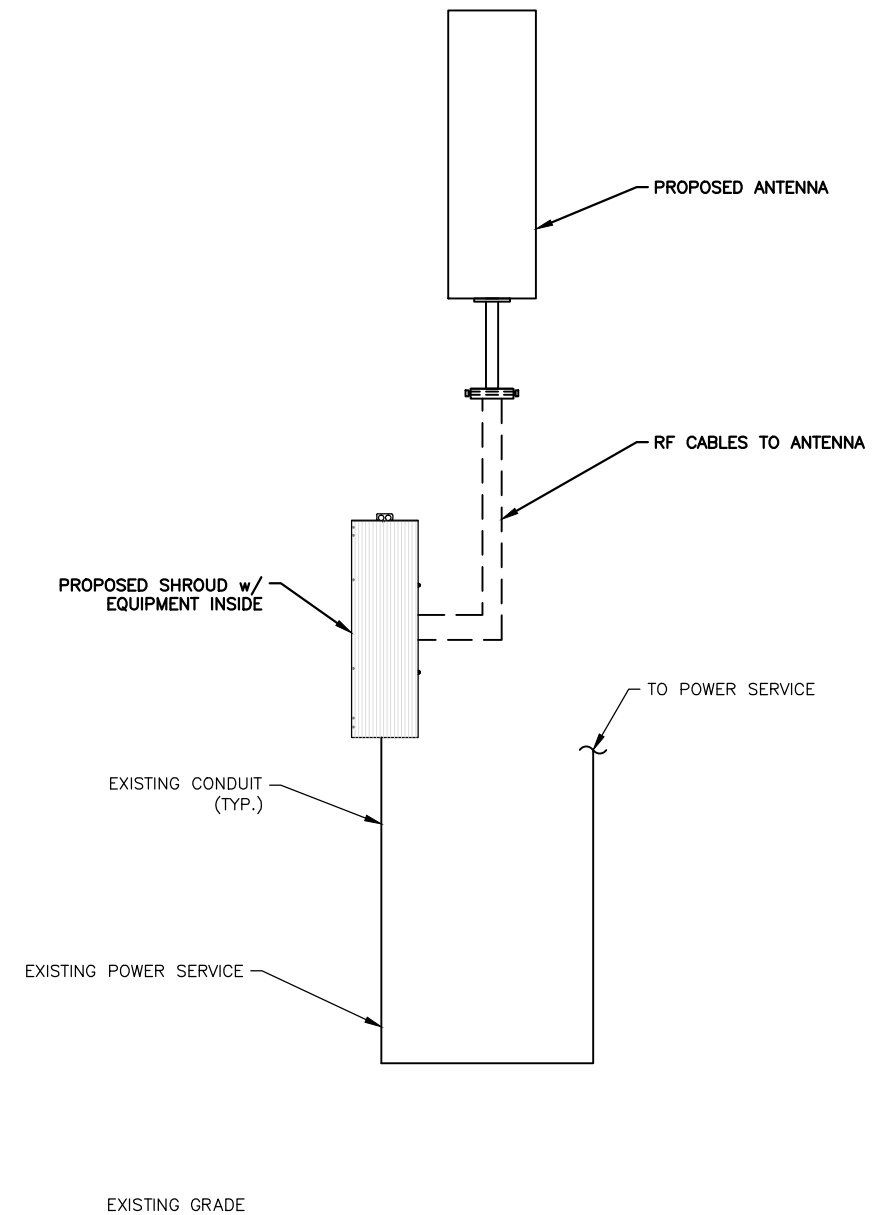 PROPOSED ANTENNA
RF CABLES TO ANTENNA
PROPOSED SHROUD w/
EQUIPMENT INSIDE
TO POWER SERVICE
EXISTING CONDUIT
(TYP.)
EXISTING POWER SERVICE
EXISTING GRADE